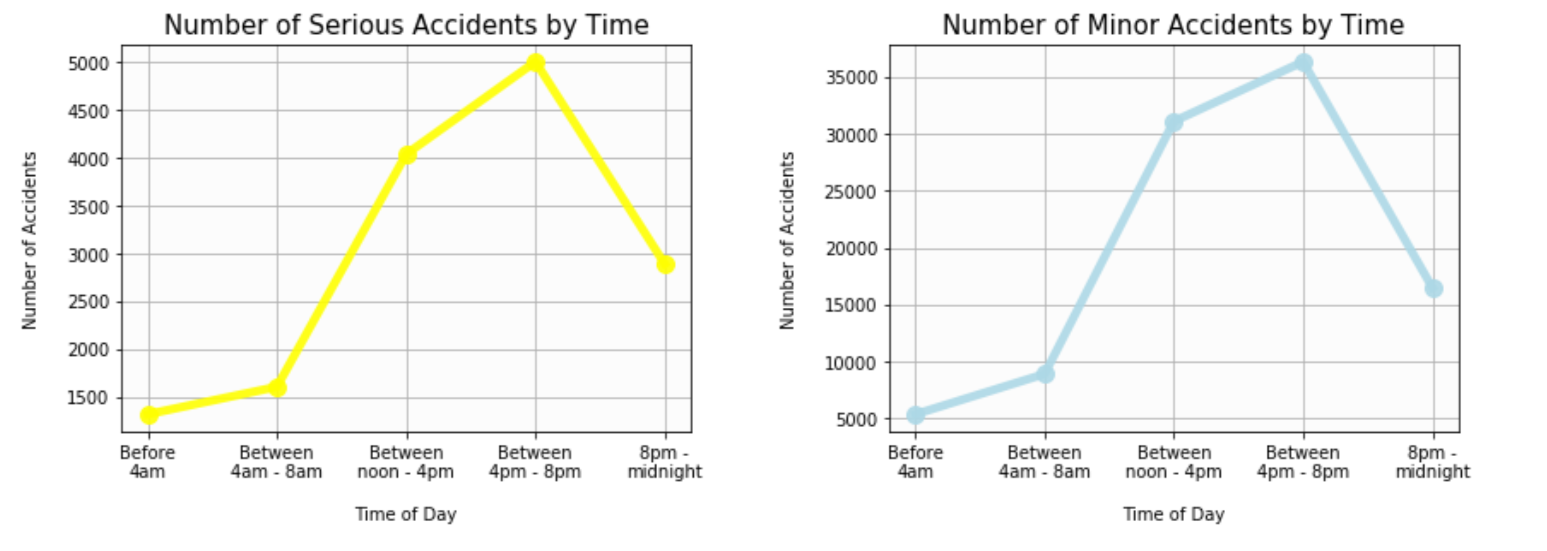 Number of Serious Accidents by Time
Number of Accidents
5000
4500
4000
3500
3000
2500
2000
1500
Before
4am
Between
4am - 8am
Between
noon - 4pm
Between
4pm - 8pm
8pm -
midnight
Time of Day
Number of Minor Accidents by Time
Number of Accidents
35000
30000
25000
20000
15000
10000
5000
Before
4am
Between
4am - 8am
Between
noon - 4pm
Between
4pm - 8pm
8pm -
midnight
Time of Day